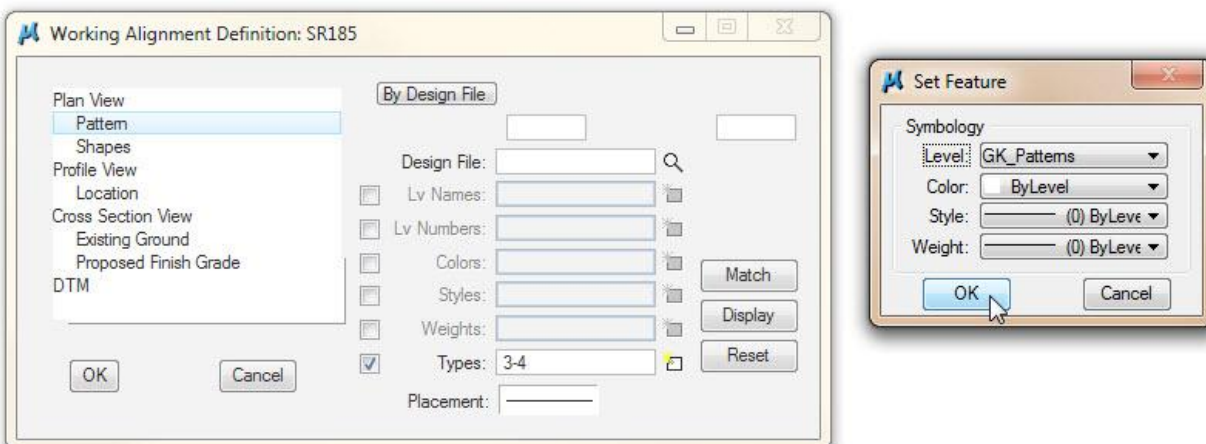 Working Alignment Definition: SR185
Plan View
Pattern
Shapes
Profile View
Location
Cross Section View
Existing Ground
Proposed Finish Grade
DTM
OK
Cancel
By Design File
Design File:
Lv Names:
Lv Numbers:
Colors:
Styles:
Weights:
Types: 3-4
Placement:
Match
Display
Reset
Set Feature
Symbology
Level: GK_Patterns
Color: ByLevel
Style: (0) ByLeve
Weight: (0) ByLeve
OK
Cancel